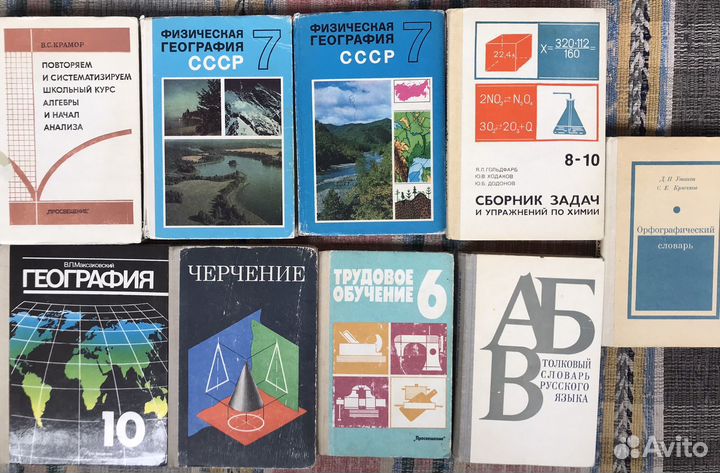 В.С. КРАМОР
ПОВТОРЯЕМ
И СИСТЕМАТИЗИРУЕМ
ШКОЛЬНЫЙ КУРС
АЛГЕБРЫ
И НАЧАЛ
АНАЛИЗА
"ПРОСВЕЩЕНИЕ"
ФИЗИЧЕСКАЯ
ГЕОГРАФИЯ
СССР
7
ФИЗИЧЕСКАЯ
ГЕОГРАФИЯ
СССР
7
22,4л
X= 320·112/160
2NO₂ ⇄ N₂O₄
3O₂ ⇄ 2O₃ + Q
8-10
Я.Л. ГОЛЬДФАРБ
Ю.В. ХОДАКОВ
Ю.Б. ДОДОНОВ
СБОРНИК ЗАДАЧ
И УПРАЖНЕНИЙ ПО ХИМИИ
Д. Н. Ушаков
С. Е. Крючков
Орфографический
словарь
В.П. Максаковский
ГЕОГРАФИЯ
10
Просвещение
ЧЕРЧЕНИЕ
ТРУДОВОЕ
ОБУЧЕНИЕ
6
"Просвещение"
АБВ
ТОЛКОВЫЙ
СЛОВАРЬ
РУССКОГО
ЯЗЫКА
Avito